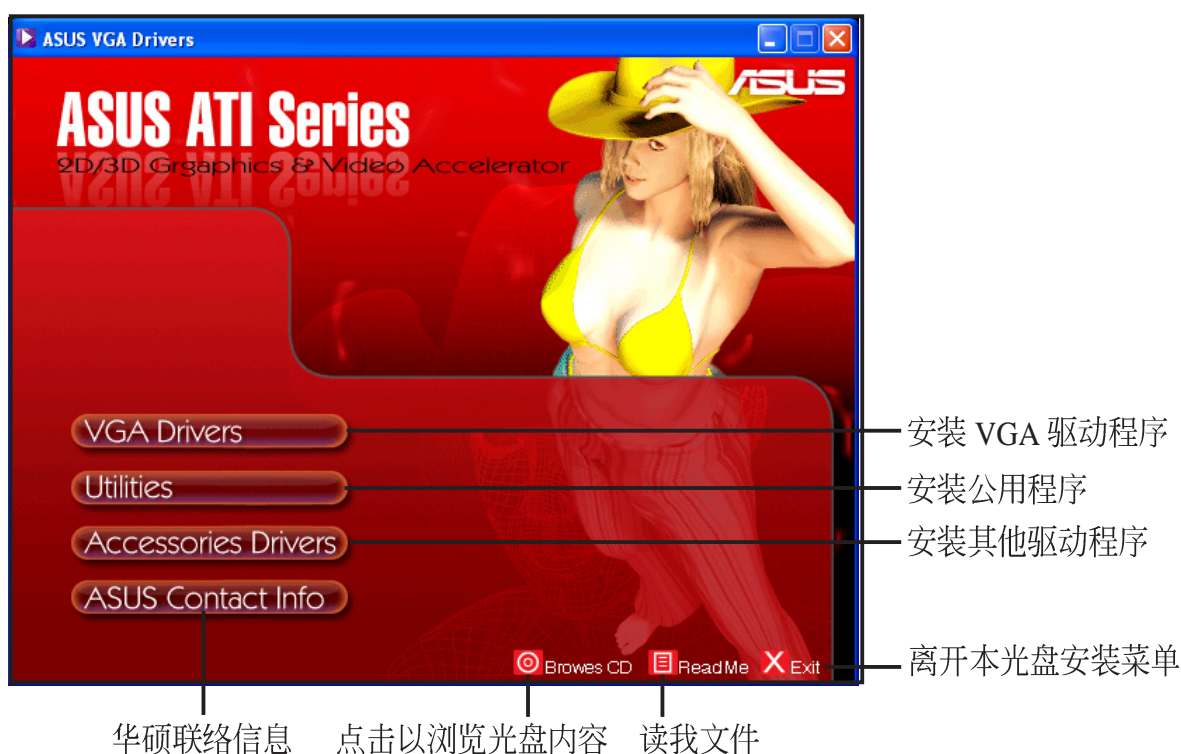 ASUS VGA Drivers
ASUS
ASUS ATI Series
2D/3D Grgaphics & Video Accelerator
VGA Drivers
安装 VGA 驱动程序
Utilities
安装公用程序
Accessories Drivers
安装其他驱动程序
ASUS Contact Info
Browes CD
ReadMe
X Exit
离开本光盘安装菜单
华硕联络信息
点击以浏览光盘内容
读我文件